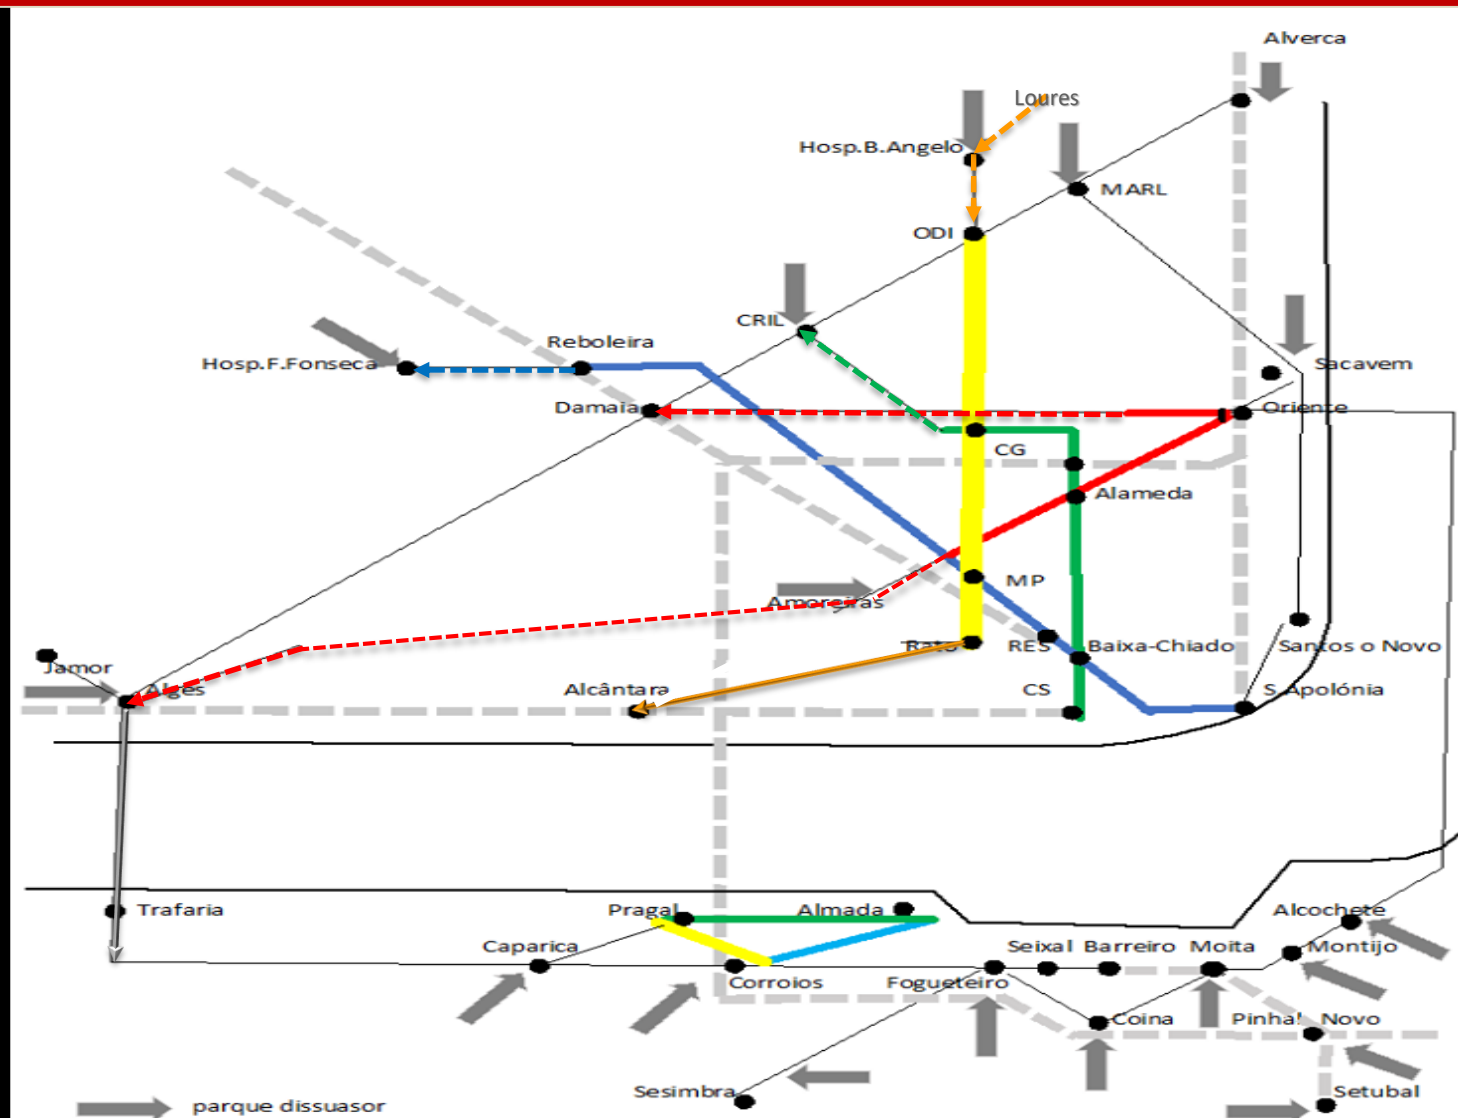 Alverca
Loures
Hosp.B.Angelo
MARL
ODI
CRIL
Reboleira
Hosp.F.Fonseca
Sacavem
Damaia
Oriente
CG
Alameda
MP
Amoreiras
Rato
RES
Baixa-Chiado
Santos o Novo
Jamor
Alges
Alcântara
CS
S.Apolónia
Trafaria
Pragal
Almada
Alcochete
Caparica
Seixal
Barreiro
Moita
Montijo
Corroios
Fogueteiro
Coina
Pinhal Novo
Sesimbra
Setubal
parque dissuasor